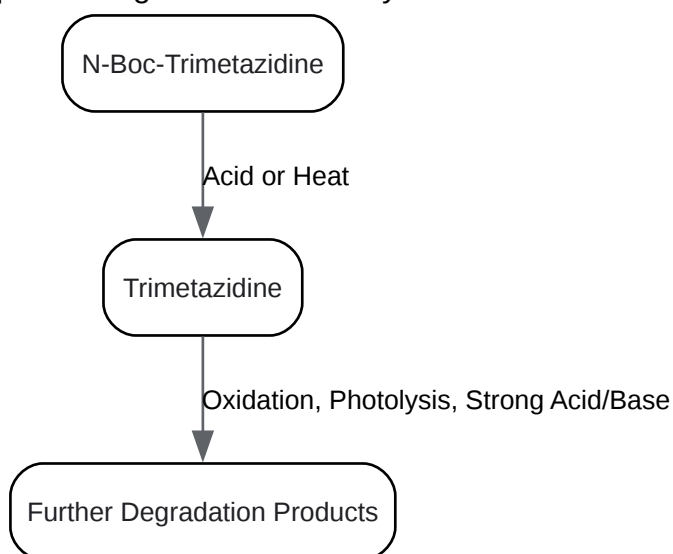 N-Boc-Trimetazidine
Acid or Heat
Trimetazidine
Oxidation, Photolysis, Strong Acid/Base
Further Degradation Products